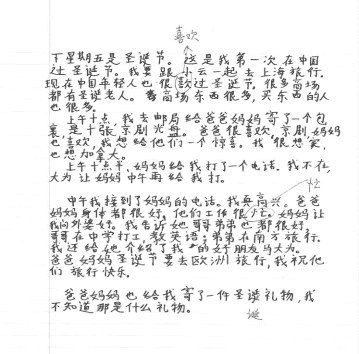 喜欢
下星期五是圣诞节。这是我第一次在中国
过圣诞节。我要跟小云一起去上海旅行。
现在中国年轻人也很欢过圣诞节，很多商场
都有圣诞老人。商场东西很多，买东西的人
也很多。
上午十点，我去邮局给爸爸妈妈寄了一个包
裹，是十张京剧光盘。爸爸很喜欢京剧，妈妈
也喜欢，我想给他们一个惊喜。我很想家，
也想加拿大。
上午十点半，妈妈给我打了一个电话。我不在，
大为让妈妈中午再给我打。
忙
中午我接到了妈妈的电话。我真高兴。爸爸
妈妈身体都很好，他们工作很忙。妈妈让
我问外婆好。我告诉她哥哥弟弟也都很好。
哥哥在中学打工，教英语；弟弟在南方旅行。
我还给她介绍了我的好朋友马大为。
爸爸妈妈圣诞节要去欧洲旅行，我祝他
们旅行快乐。
爸爸妈妈也给我寄了一件圣诞礼物，我
不知道那是什么礼物。
诞